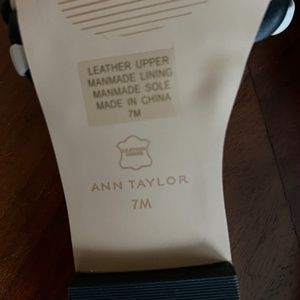 LEATHER UPPER
MANMADE LINING
MANMADE SOLE
MADE IN CHINA
7M
ANN TAYLOR
7M